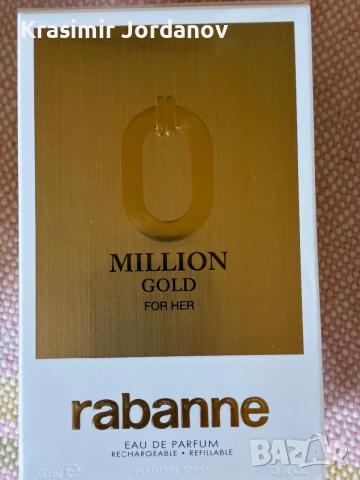 Krasimir Jordanov
MILLION
GOLD
FOR HER
rabanne
EAU DE PARFUM
RECHARGEABLE • REFILLABLE
NATURAL SPRAY
BAZAR